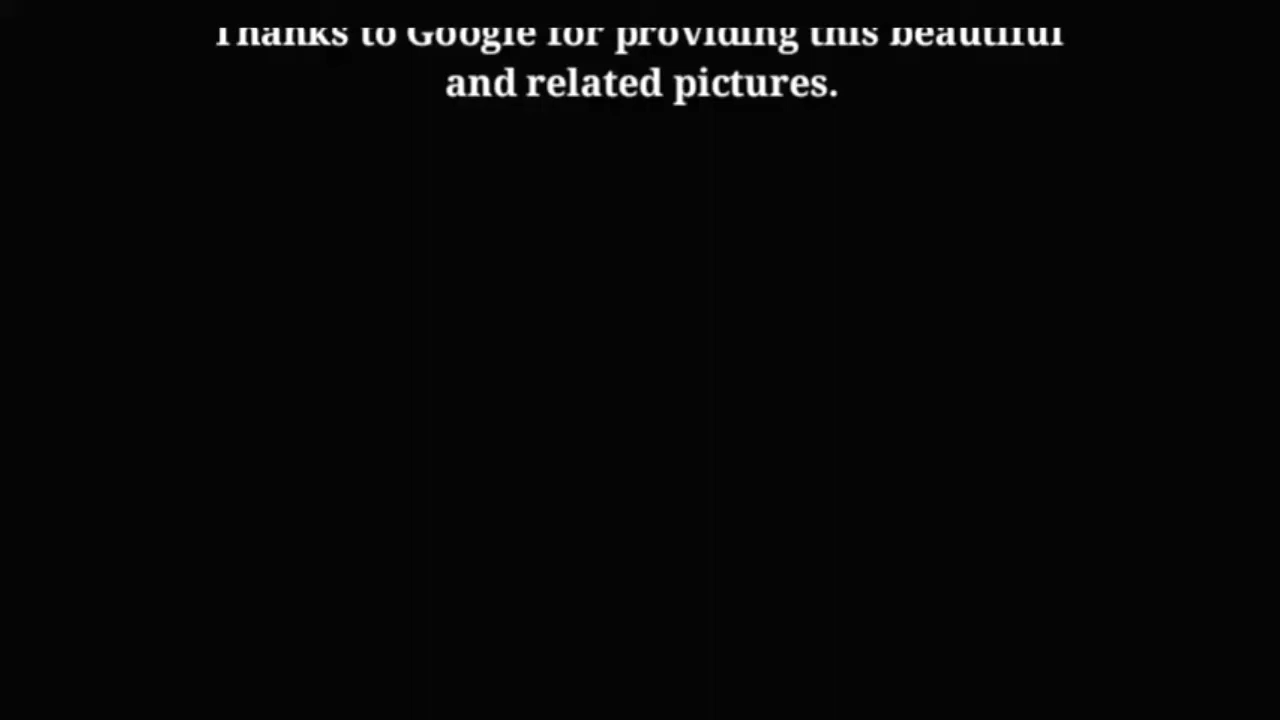 Thanks to Google for providing this beautiful
and related pictures.